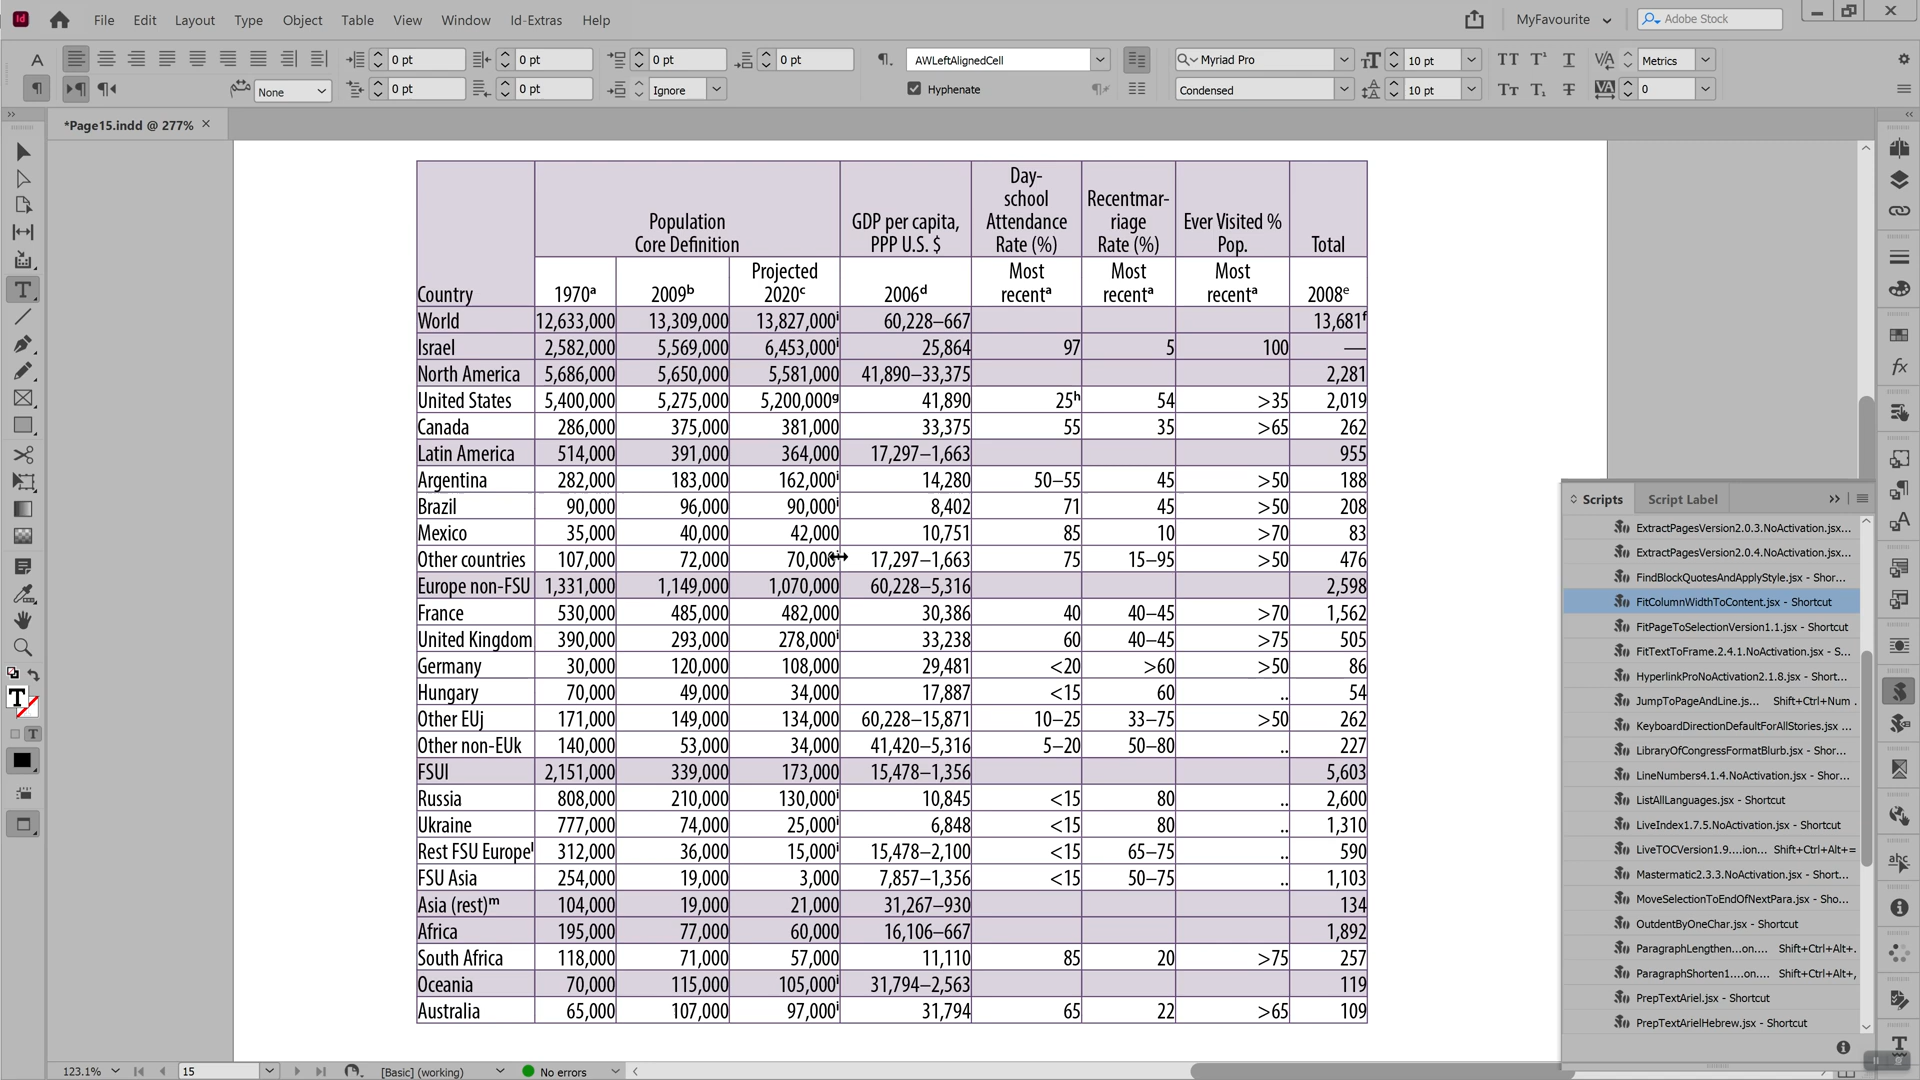 Id File Edit Layout Type Object Table View Window Id-Extras Help MyFavourite Adobe Stock
0 pt 0 pt 0 pt 0 pt AWLeftAlignedCell Myriad Pro 10 pt Metrics
None 0 pt 0 pt Ignore Hyphenate Condensed 10 pt 0
*Page15.indd @ 277% ×
Day-
school Recentmar-
Population GDP per capita, Attendance riage Ever Visited %
Core Definition PPP U.S. $ Rate (%) Rate (%) Pop. Total
Projected Most Most Most
Country 1970ᵃ 2009ᵇ 2020ᶜ 2006ᵈ recentᵃ recentᵃ recentᵃ 2008ᵉ
World 12,633,000 13,309,000 13,827,000ⁱ 60,228–667 13,681ᶠ
Israel 2,582,000 5,569,000 6,453,000ⁱ 25,864 97 5 100 —
North America 5,686,000 5,650,000 5,581,000 41,890–33,375 2,281
United States 5,400,000 5,275,000 5,200,000ᵍ 41,890 25ʰ 54 >35 2,019
Canada 286,000 375,000 381,000 33,375 55 35 >65 262
Latin America 514,000 391,000 364,000 17,297–1,663 955
Argentina 282,000 183,000 162,000ⁱ 14,280 50–55 45 >50 188
Brazil 90,000 96,000 90,000ⁱ 8,402 71 45 >50 208
Mexico 35,000 40,000 42,000 10,751 85 10 >70 83
Other countries 107,000 72,000 70,000 17,297–1,663 75 15–95 >50 476
Europe non-FSU 1,331,000 1,149,000 1,070,000 60,228–5,316 2,598
France 530,000 485,000 482,000 30,386 40 40–45 >70 1,562
United Kingdom 390,000 293,000 278,000ⁱ 33,238 60 40–45 >75 505
Germany 30,000 120,000 108,000 29,481 <20 >60 >50 86
Hungary 70,000 49,000 34,000 17,887 <15 60 .. 54
Other EUj 171,000 149,000 134,000 60,228–15,871 10–25 33–75 >50 262
Other non-EUk 140,000 53,000 34,000 41,420–5,316 5–20 50–80 .. 227
FSUl 2,151,000 339,000 173,000 15,478–1,356 5,603
Russia 808,000 210,000 130,000ⁱ 10,845 <15 80 .. 2,600
Ukraine 777,000 74,000 25,000ⁱ 6,848 <15 80 .. 1,310
Rest FSU Europeˡ 312,000 36,000 15,000ⁱ 15,478–2,100 <15 65–75 .. 590
FSU Asia 254,000 19,000 3,000 7,857–1,356 <15 50–75 .. 1,103
Asia (rest)ᵐ 104,000 19,000 21,000 31,267–930 134
Africa 195,000 77,000 60,000 16,106–667 1,892
South Africa 118,000 71,000 57,000 11,110 85 20 >75 257
Oceania 70,000 115,000 105,000ⁱ 31,794–2,563 119
Australia 65,000 107,000 97,000ⁱ 31,794 65 22 >65 109
Scripts Script Label
ExtractPagesVersion2.0.3.NoActivation.jsx...
ExtractPagesVersion2.0.4.NoActivation.jsx...
FindBlockQuotesAndApplyStyle.jsx - Shor...
FitColumnWidthToContent.jsx - Shortcut
FitPageToSelectionVersion1.1.jsx - Shortcut
FitTextToFrame.2.4.1.NoActivation.jsx - S...
HyperlinkProNoActivation2.1.8.jsx - Short...
JumpToPageAndLine.js... Shift+Ctrl+Num .
KeyboardDirectionDefaultForAllStories.jsx ...
LibraryOfCongressFormatBlurb.jsx - Shor...
LineNumbers4.1.4.NoActivation.jsx - Shor...
ListAllLanguages.jsx - Shortcut
LiveIndex1.7.5.NoActivation.jsx - Shortcut
LiveTOCVersion1.9....ion... Shift+Ctrl+Alt+=
Mastermatic2.3.3.NoActivation.jsx - Short...
MoveSelectionToEndOfNextPara.jsx - Sho...
OutdentByOneChar.jsx - Shortcut
ParagraphLengthen...on.... Shift+Ctrl+Alt+.
ParagraphShorten1....on.... Shift+Ctrl+Alt+,
PrepTextAriel.jsx - Shortcut
PrepTextArielHebrew.jsx - Shortcut
123.1% 15 [Basic] (working) No errors